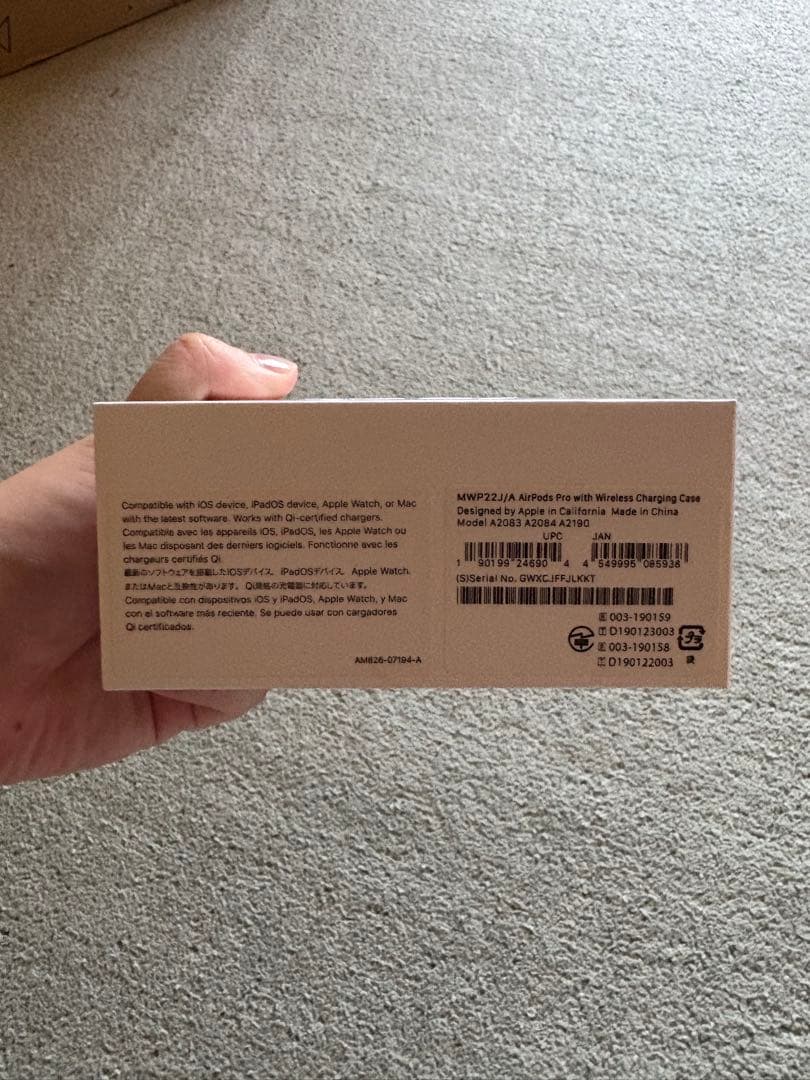 Compatible with iOS device, iPadOS device, Apple Watch, or Mac
with the latest software. Works with Qi-certified chargers.
Compatible avec les appareils iOS, iPadOS, les Apple Watch ou
les Mac disposant des derniers logiciels. Fonctionne avec les
chargeurs certifiés Qi.
最新のソフトウェアを搭載したiOSデバイス、iPadOSデバイス、Apple Watch、
またはMacと互換性があります。Qi規格の充電器に対応しています。
Compatible con dispositivos iOS y iPadOS, Apple Watch, y Mac
con el software más reciente. Se puede usar con cargadores
Qi certificados.
AM626-07194-A
MWP22J/A AirPods Pro with Wireless Charging Case
Designed by Apple in California Made in China
Model A2083 A2084 A2190
UPC JAN
1 90199 24690 4 4 549995 085938
(S)Serial No. GWXCJFFJLKKT
R 003-190159
T D190123003
R 003-190158
T D190122003